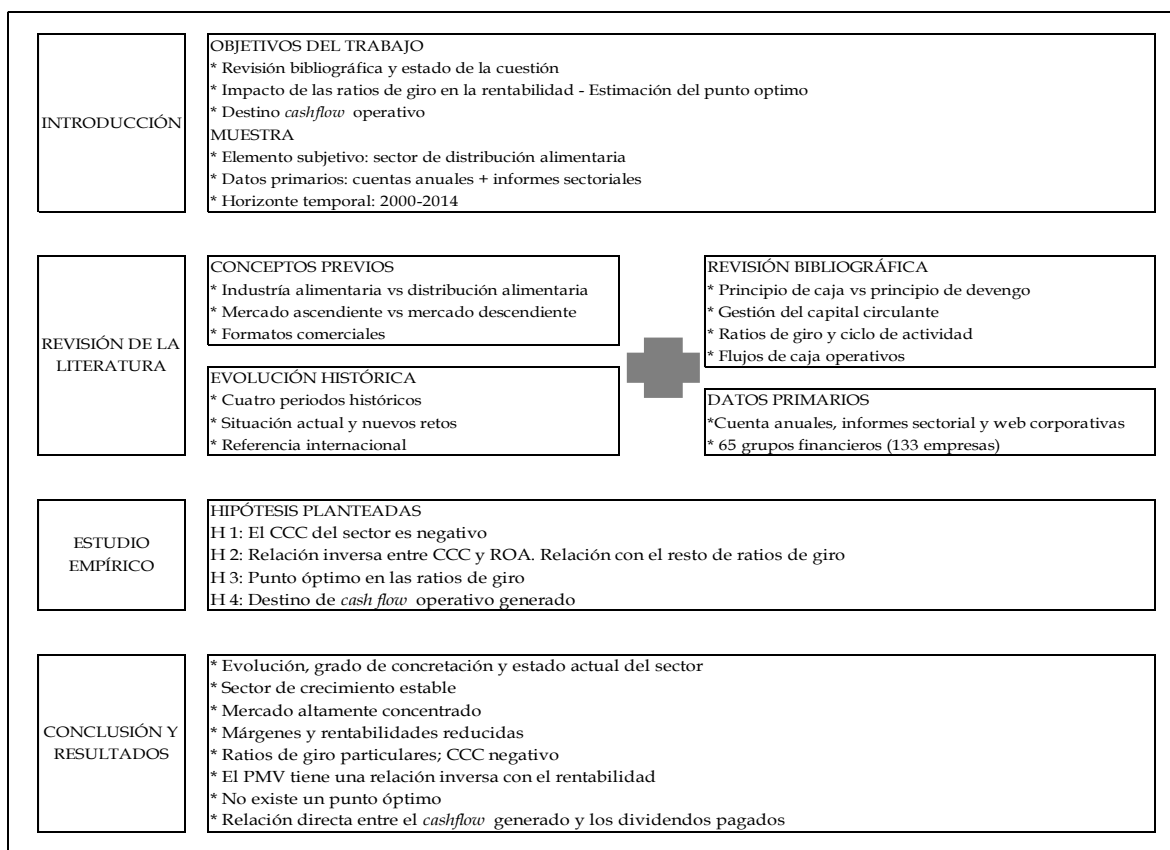 INTRODUCCIÓN
OBJETIVOS DEL TRABAJO
* Revisión bibliográfica y estado de la cuestión
* Impacto de las ratios de giro en la rentabilidad - Estimación del punto optimo
* Destino cashflow operativo
MUESTRA
* Elemento subjetivo: sector de distribución alimentaria
* Datos primarios: cuentas anuales + informes sectoriales
* Horizonte temporal: 2000-2014
REVISIÓN DE LA
LITERATURA
CONCEPTOS PREVIOS
* Industría alimentaria vs distribución alimentaria
* Mercado ascendiente vs mercado descendiente
* Formatos comerciales
EVOLUCIÓN HISTÓRICA
* Cuatro periodos históricos
* Situación actual y nuevos retos
* Referencia internacional
REVISIÓN BIBLIOGRÁFICA
* Principio de caja vs principio de devengo
* Gestión del capital circulante
* Ratios de giro y ciclo de actividad
* Flujos de caja operativos
DATOS PRIMARIOS
*Cuenta anuales, informes sectorial y web corporativas
* 65 grupos financieros (133 empresas)
ESTUDIO
EMPÍRICO
HIPÓTESIS PLANTEADAS
H 1: El CCC del sector es negativo
H 2: Relación inversa entre CCC y ROA. Relación con el resto de ratios de giro
H 3: Punto óptimo en las ratios de giro
H 4: Destino de cash flow operativo generado
CONCLUSIÓN Y
RESULTADOS
* Evolución, grado de concretación y estado actual del sector
* Sector de crecimiento estable
* Mercado altamente concentrado
* Márgenes y rentabilidades reducidas
* Ratios de giro particulares; CCC negativo
* El PMV tiene una relación inversa con el rentabilidad
* No existe un punto óptimo
* Relación directa entre el cashflow generado y los dividendos pagados